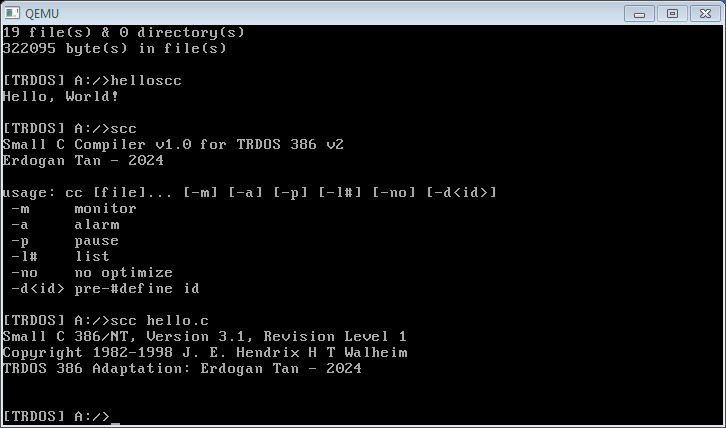 QEMU
19 file(s) & 0 directory(s)
322095 byte(s) in file(s)
[TRDOS] A:/>helloscc
Hello, World!
[TRDOS] A:/>scc
Small C Compiler v1.0 for TRDOS 386 v2
Erdogan Tan - 2024
usage: cc [file]... [-m] [-a] [-p] [-l#] [-no] [-d<id>]
-m monitor
-a alarm
-p pause
-l# list
-no no optimize
-d<id> pre-#define id
[TRDOS] A:/>scc hello.c
Small C 386/NT, Version 3.1, Revision Level 1
Copyright 1982-1998 J. E. Hendrix H T Walheim
TRDOS 386 Adaptation: Erdogan Tan - 2024
[TRDOS] A:/>_